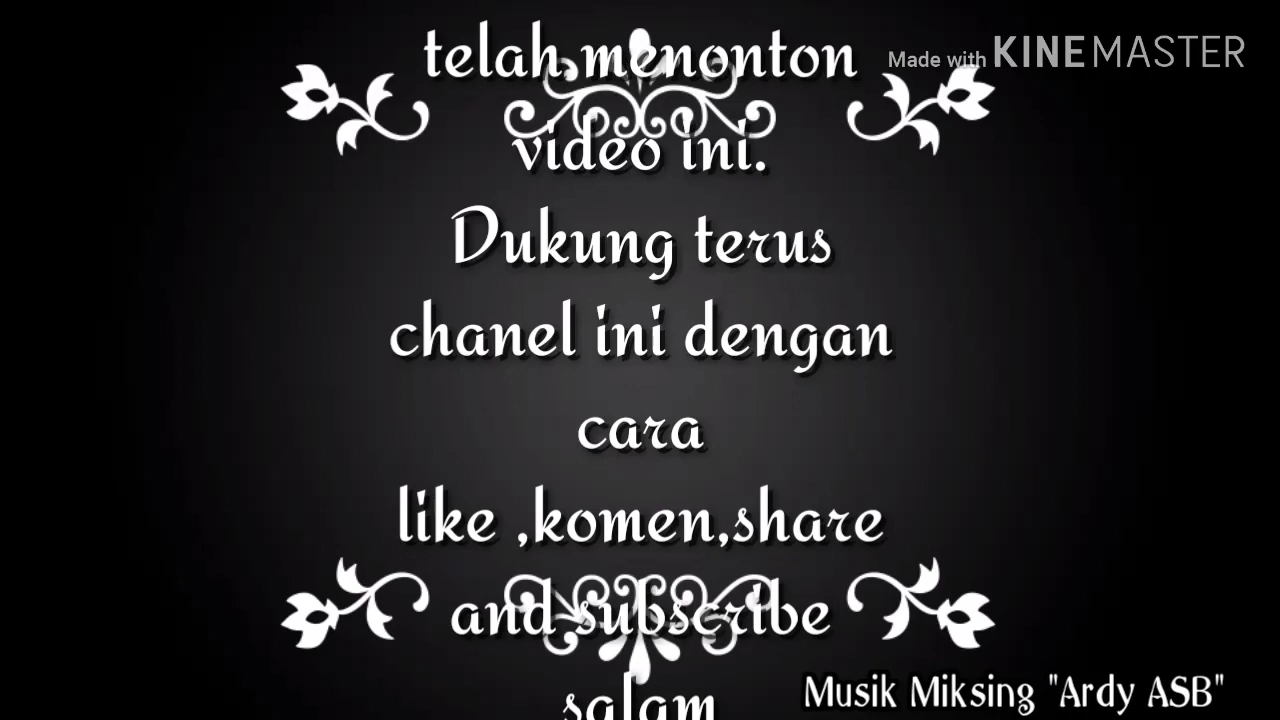 telah menonton
Made with KINEMASTER
video ini.
Dukung terus
chanel ini dengan
cara
like ,komen,share
and subscribe
salam
Musik Miksing "Ardy ASB"